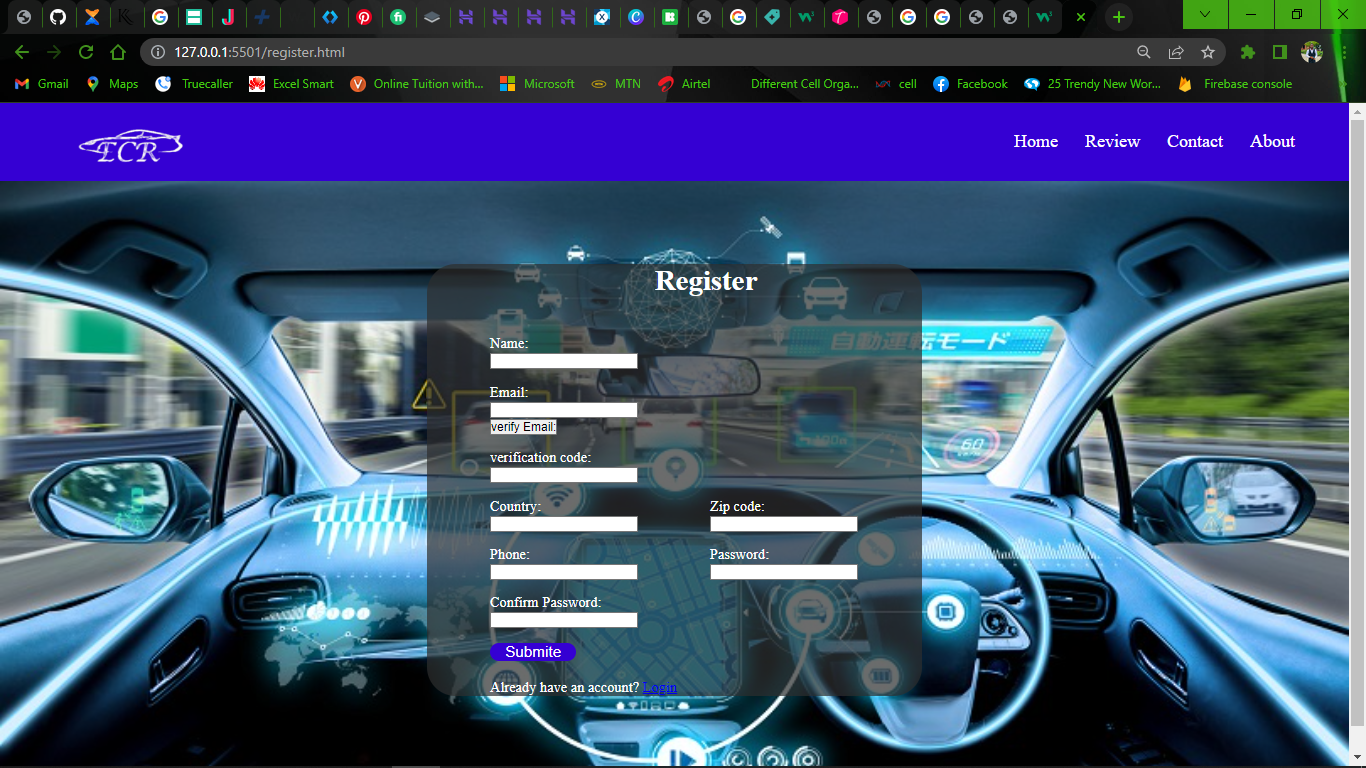 127.0.0.1:5501/register.html
Gmail Maps Truecaller Excel Smart Online Tuition with... Microsoft MTN Airtel Different Cell Orga... cell Facebook 25 Trendy New Wor... Firebase console
ECR Home Review Contact About
Register
自動運転モード
Name:
Email:
verify Email:
60
verification code:
Country: Zip code:
Phone: Password:
Confirm Password:
Submite
Already have an account? Login